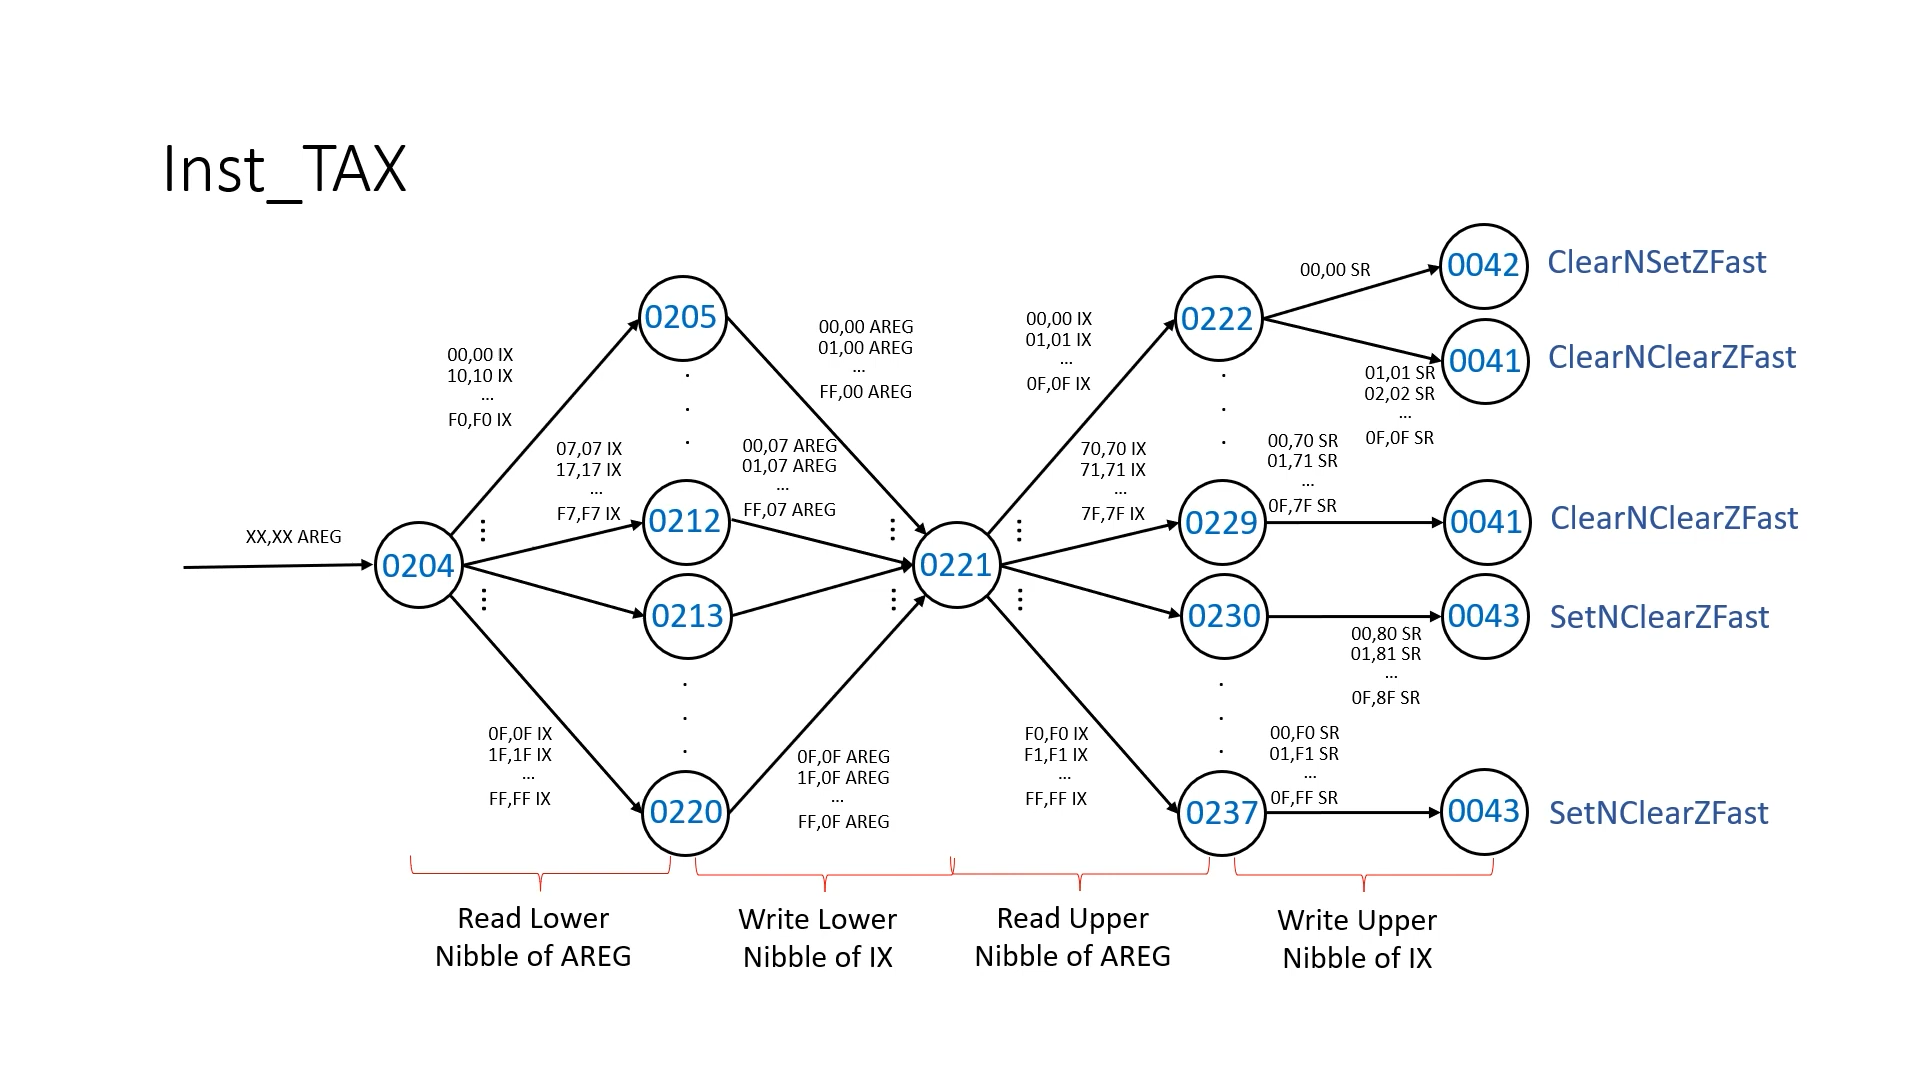 Inst_TAX
XX,XX AREG
0204
00,00 IX
10,10 IX
...
F0,F0 IX
07,07 IX
17,17 IX
...
F7,F7 IX
0F,0F IX
1F,1F IX
...
FF,FF IX
0205
0212
0213
0220
00,00 AREG
01,00 AREG
...
FF,00 AREG
00,07 AREG
01,07 AREG
...
FF,07 AREG
0F,0F AREG
1F,0F AREG
...
FF,0F AREG
0221
00,00 IX
01,01 IX
...
0F,0F IX
70,70 IX
71,71 IX
...
7F,7F IX
F0,F0 IX
F1,F1 IX
...
FF,FF IX
0222
0229
0230
0237
00,00 SR
01,01 SR
02,02 SR
...
0F,0F SR
00,70 SR
01,71 SR
...
0F,7F SR
00,80 SR
01,81 SR
...
0F,8F SR
00,F0 SR
01,F1 SR
...
0F,FF SR
0042 ClearNSetZFast
0041 ClearNClearZFast
0041 ClearNClearZFast
0043 SetNClearZFast
0043 SetNClearZFast
Read Lower
Nibble of AREG
Write Lower
Nibble of IX
Read Upper
Nibble of AREG
Write Upper
Nibble of IX